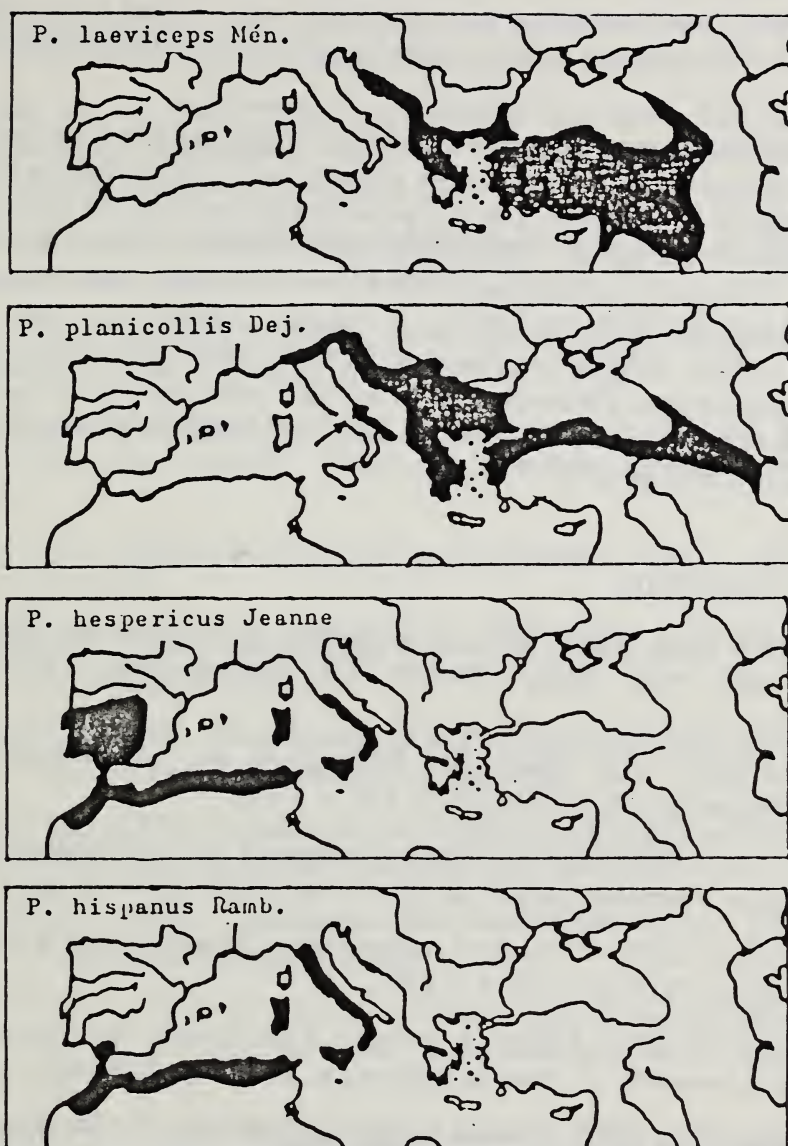 P. laeviceps Mén.
P. planicollis Dej.
P. hespericus Jeanne
P. hispanus Ramb.